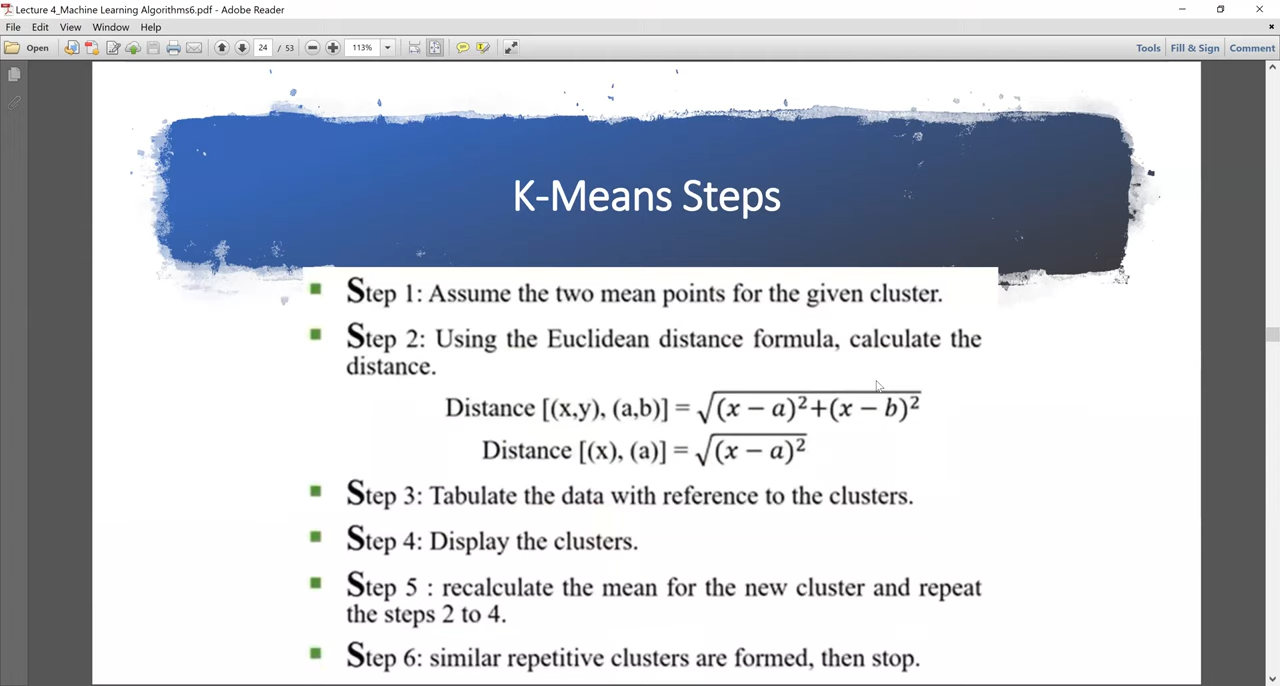 Lecture 4_Machine Learning Algorithms6.pdf - Adobe Reader
File Edit View Window Help
Open 24 / 53 113% Tools Fill & Sign Comment
K-Means Steps
Step 1: Assume the two mean points for the given cluster.
Step 2: Using the Euclidean distance formula, calculate the
distance.
Distance [(x,y), (a,b)] = √(x − a)²+(x − b)²
Distance [(x), (a)] = √(x − a)²
Step 3: Tabulate the data with reference to the clusters.
Step 4: Display the clusters.
Step 5 : recalculate the mean for the new cluster and repeat
the steps 2 to 4.
Step 6: similar repetitive clusters are formed, then stop.